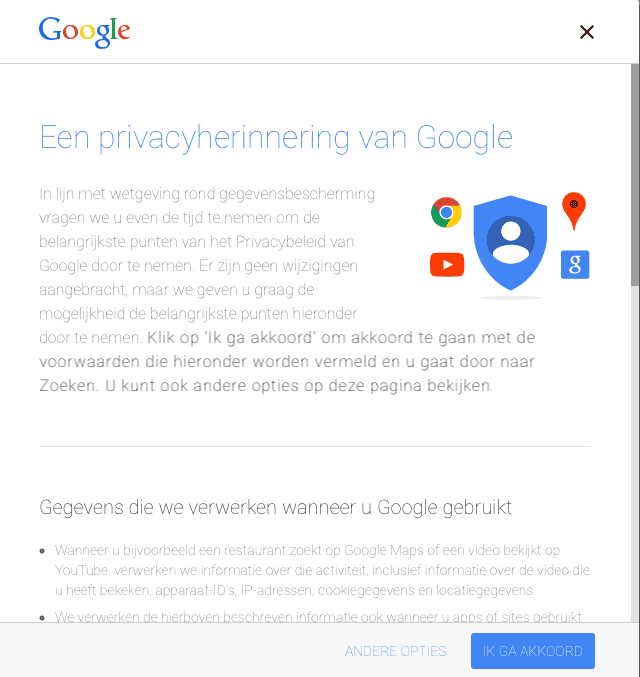 Google
Een privacyherinnering van Google
In lijn met wetgeving rond gegevensbescherming
vragen we u even de tijd te nemen om de
belangrijkste punten van het Privacybeleid van
Google door te nemen. Er zijn geen wijzigingen
aangebracht, maar we geven u graag de
mogelijkheid de belangrijkste punten hieronder
door te nemen. Klik op 'Ik ga akkoord' om akkoord te gaan met de
voorwaarden die hieronder worden vermeld en u gaat door naar
Zoeken. U kunt ook andere opties op deze pagina bekijken.
g
Gegevens die we verwerken wanneer u Google gebruikt
• Wanneer u bijvoorbeeld een restaurant zoekt op Google Maps of een video bekijkt op
YouTube, verwerken we informatie over die activiteit, inclusief informatie over de video die
u heeft bekeken, apparaat-ID's, IP-adressen, cookiegegevens en locatiegegevens.
• We verwerken de hierboven beschreven informatie ook wanneer u apps of sites gebruikt
ANDERE OPTIES
IK GA AKKOORD